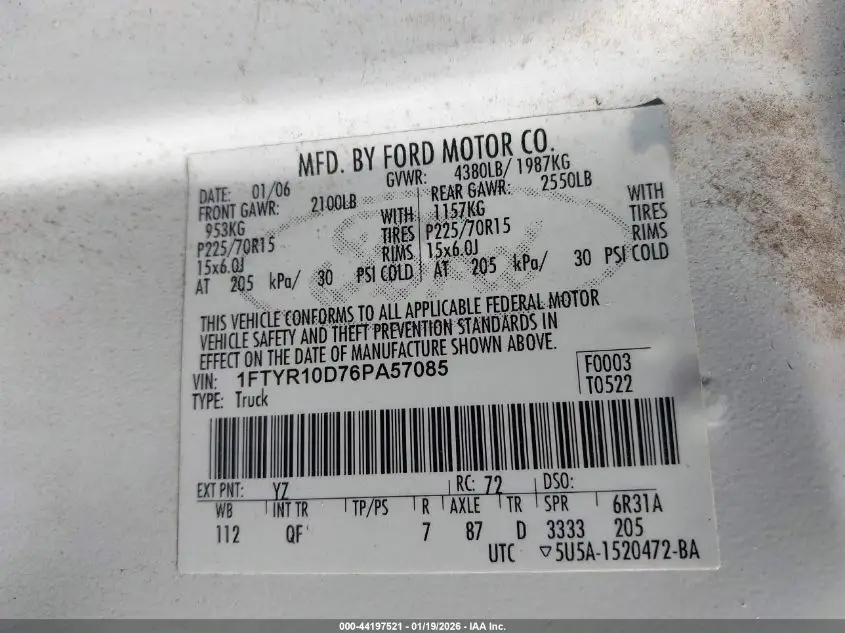 MFD. BY FORD MOTOR CO.
DATE: 01/06 GVWR: 4380LB/ 1987KG
FRONT GAWR: 2100LB REAR GAWR: 2550LB
953KG WITH 1157KG WITH
P225/70R15 TIRES P225/70R15 TIRES
15x6.0J RIMS 15x6.0J RIMS
AT 205 kPa/ 30 PSI COLD AT 205 kPa/ 30 PSI COLD
THIS VEHICLE CONFORMS TO ALL APPLICABLE FEDERAL MOTOR
VEHICLE SAFETY AND THEFT PREVENTION STANDARDS IN
EFFECT ON THE DATE OF MANUFACTURE SHOWN ABOVE.
VIN: 1FTYR10D76PA57085 F0003
TYPE: Truck T0522
EXT PNT: YZ RC: 72 DSO:
WB INT TR TP/PS R AXLE TR SPR 6R31A
112 QF 7 87 D 3333 205
UTC ▽5U5A-1520472-BA
Ford
000-44197521 - 01/19/2026 - IAA Inc.